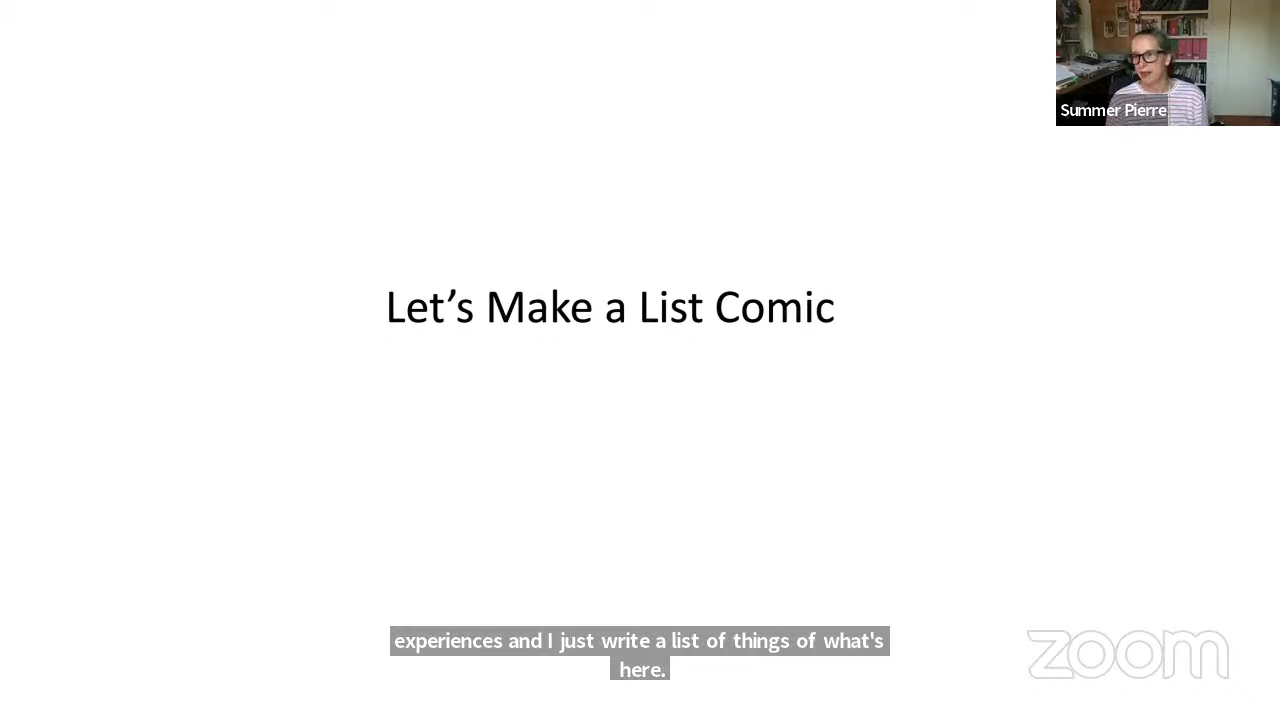 Summer Pierre
Let’s Make a List Comic
experiences and I just write a list of things of what's
here.
zoom